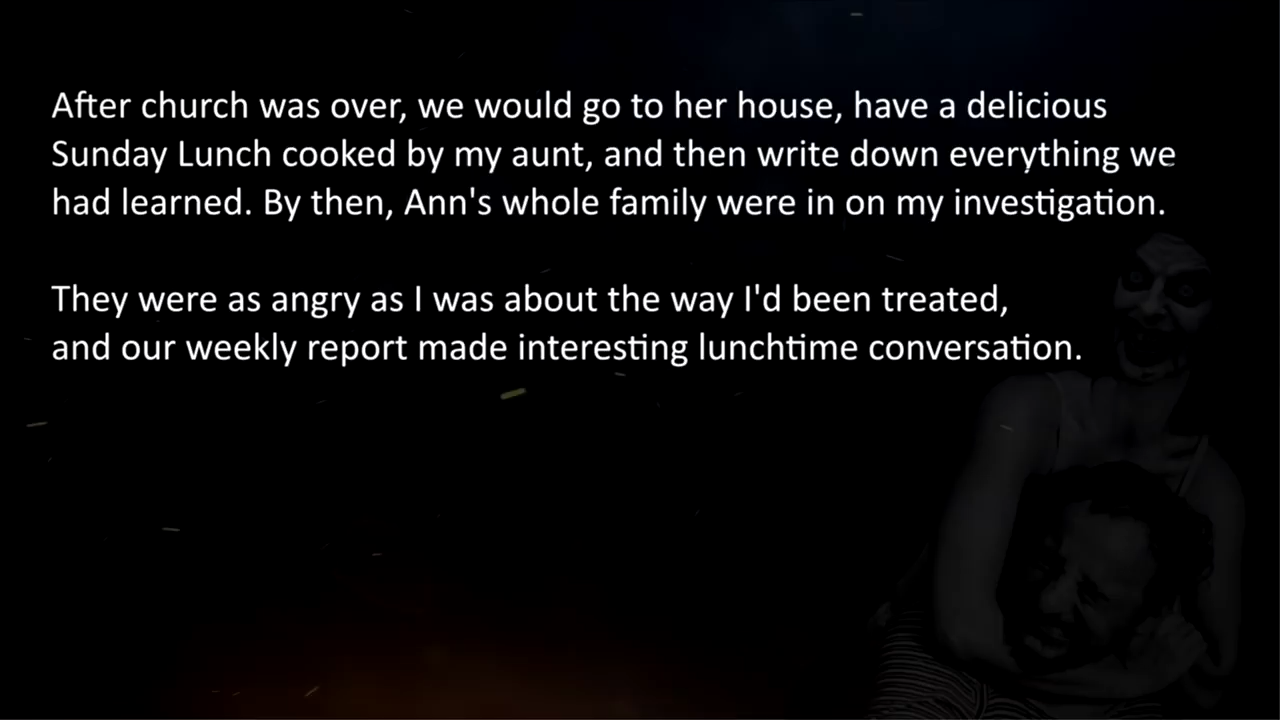 After church was over, we would go to her house, have a delicious
Sunday Lunch cooked by my aunt, and then write down everything we
had learned. By then, Ann's whole family were in on my investigation.
They were as angry as I was about the way I'd been treated,
and our weekly report made interesting lunchtime conversation.